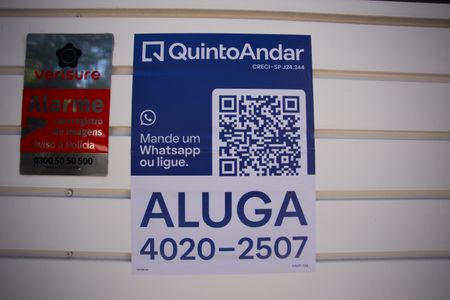 verisure
Alarme
com registro
de imagens
Aviso a Polícia
0300 50 50 500
QuintoAndar
CRECI-SP J24.344
Mande um
Whatsapp
ou ligue.
ALUGA
4020-2507